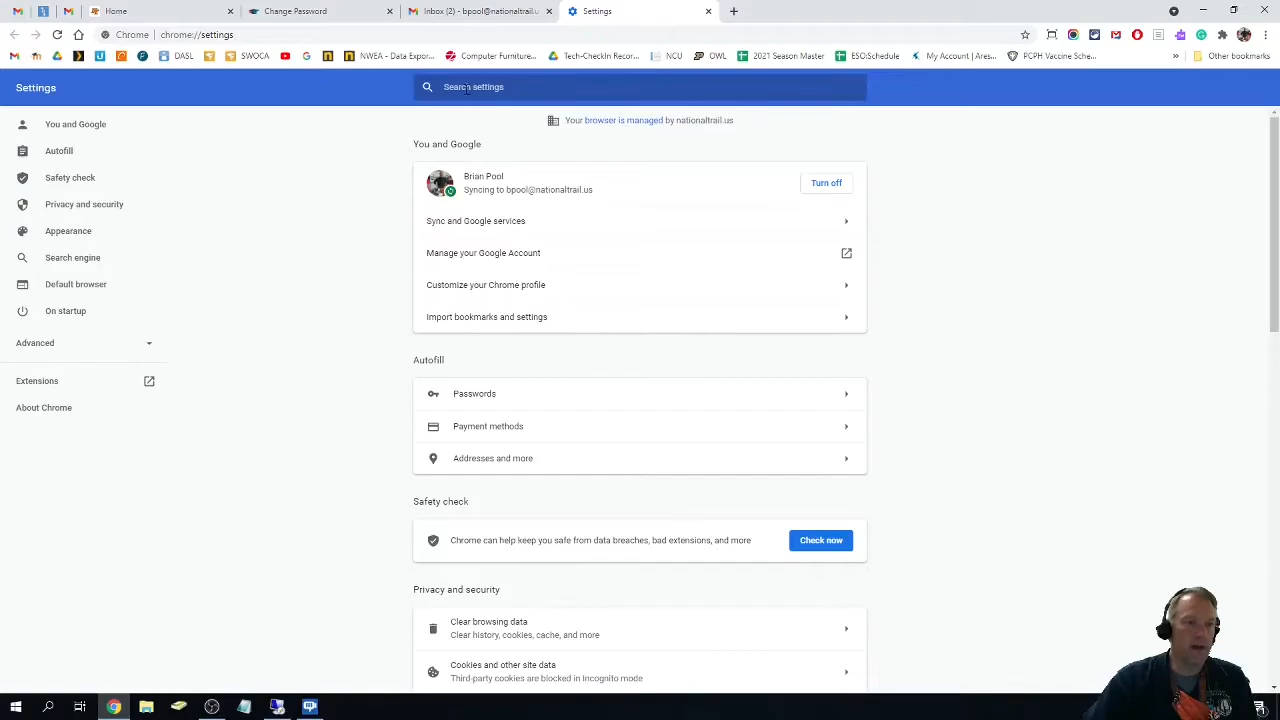 Home
Change Password
Inbox (2) - bpool@nationaltrail.u
Settings
Chrome | chrome://settings
DASL
SWOCA
NWEA - Data Expor...
Computer Furniture...
Tech-CheckIn Recor...
NCU
OWL
2021 Season Master
ESO:Schedule
My Account | Ares...
PCPH Vaccine Sche...
»
Other bookmarks
Settings
Search settings
You and Google
Autofill
Safety check
Privacy and security
Appearance
Search engine
Default browser
On startup
Advanced
Extensions
About Chrome
Your browser is managed by nationaltrail.us
You and Google
Brian Pool
Syncing to bpool@nationaltrail.us
Turn off
Sync and Google services
Manage your Google Account
Customize your Chrome profile
Import bookmarks and settings
Autofill
Passwords
Payment methods
Addresses and more
Safety check
Chrome can help keep you safe from data breaches, bad extensions, and more
Check now
Privacy and security
Clear browsing data
Clear history, cookies, cache, and more
Cookies and other site data
Third-party cookies are blocked in Incognito mode